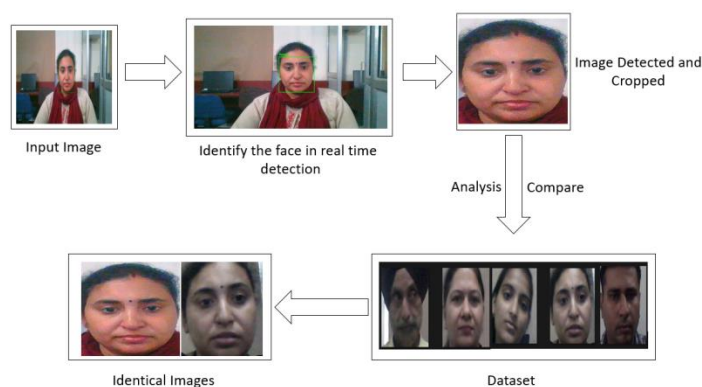 Input Image
Identify the face in real time
detection
Image Detected and
Cropped
Analysis
Compare
Identical Images
Dataset